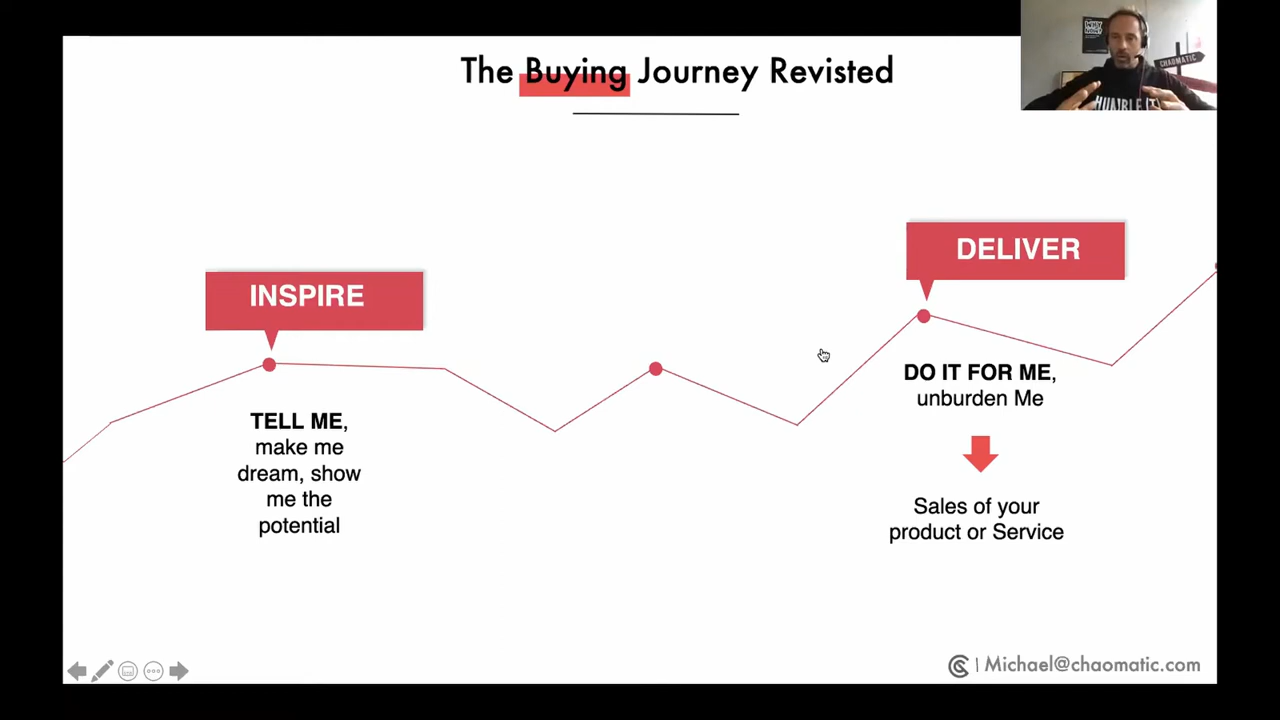 The Buying Journey Revisted
CHAOMATIC
INSPIRE
DELIVER
TELL ME,
make me
dream, show
me the
potential
DO IT FOR ME,
unburden Me
Sales of your
product or Service
| Michael@chaomatic.com